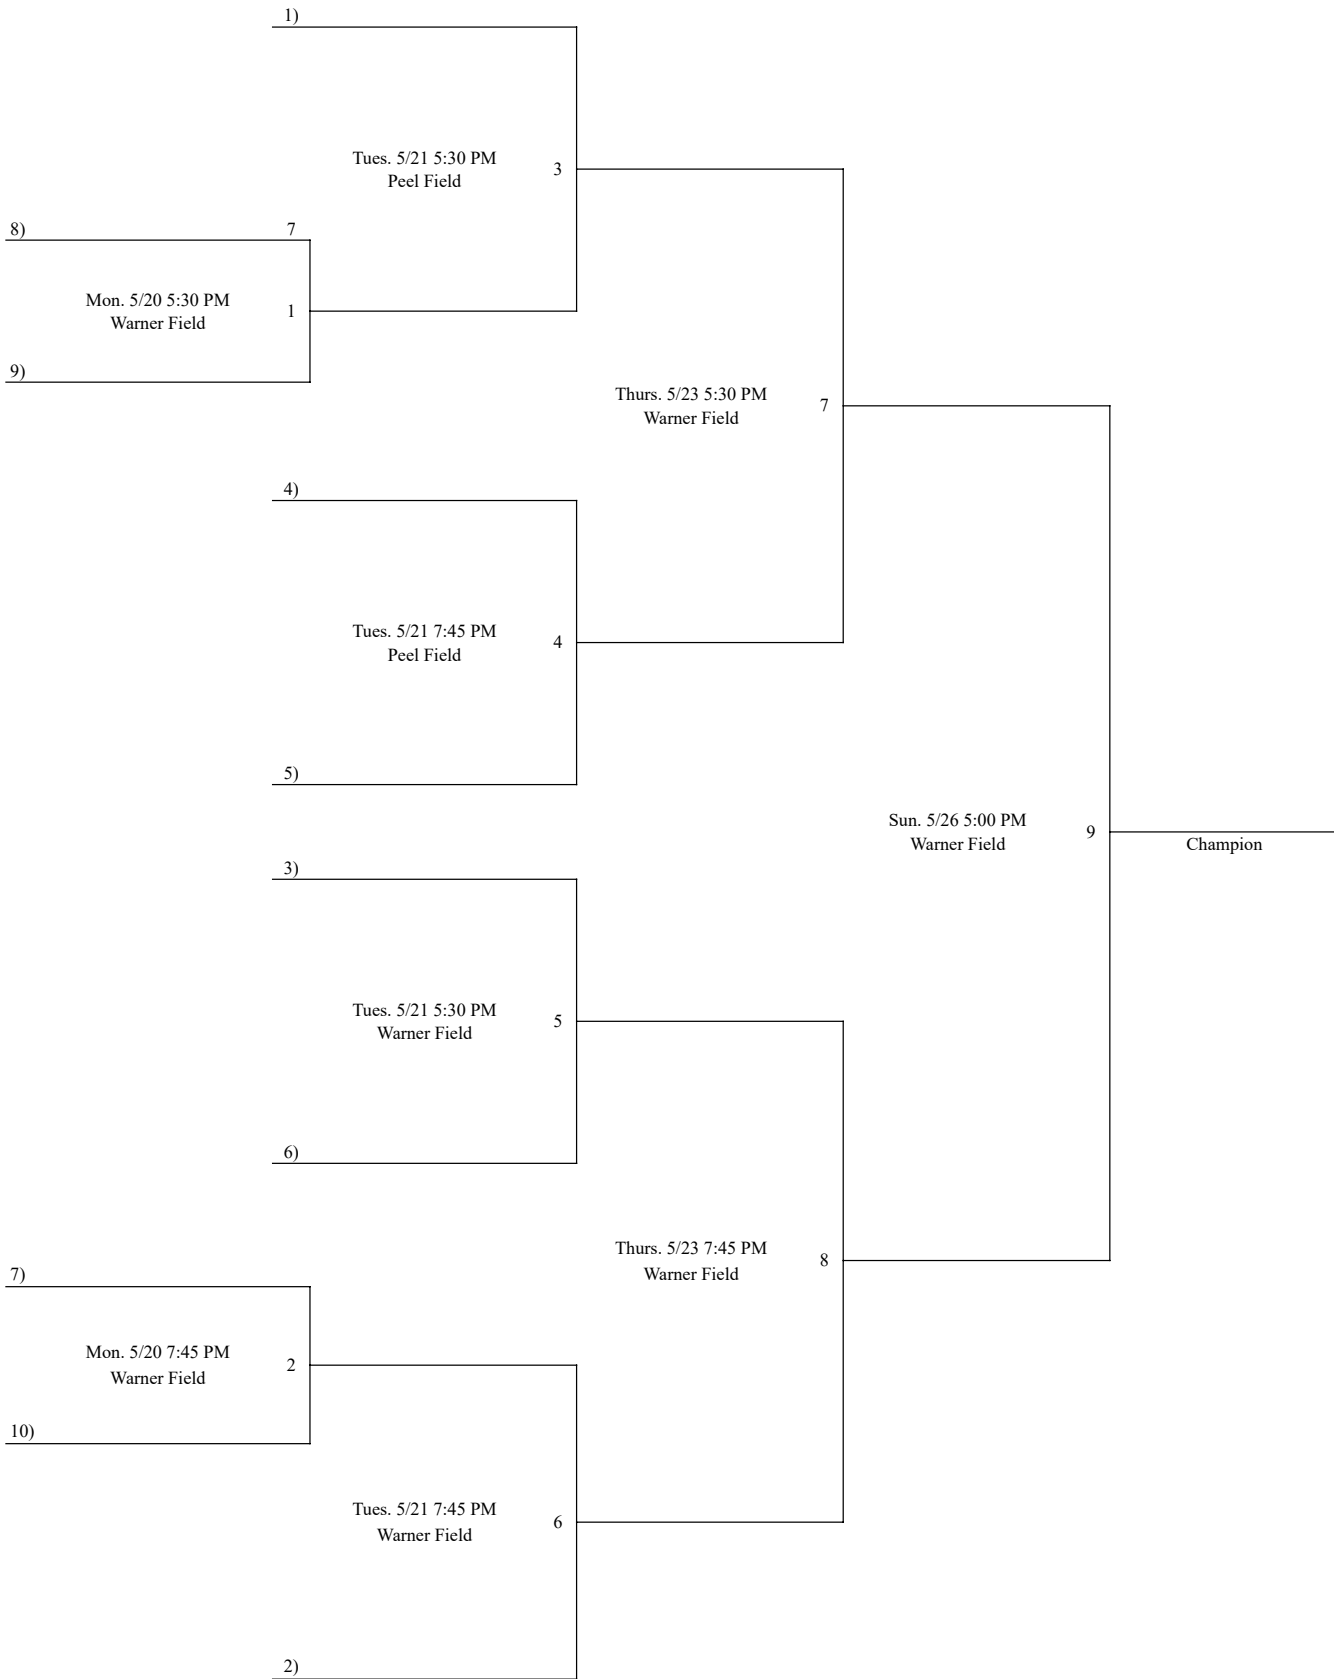 1)
Tues. 5/21 5:30 PM
Peel Field
3
8)
7
Mon. 5/20 5:30 PM
Warner Field
1
9)
Thurs. 5/23 5:30 PM
Warner Field
7
4)
Tues. 5/21 7:45 PM
Peel Field
4
5)
Sun. 5/26 5:00 PM
Warner Field
9
Champion
3)
Tues. 5/21 5:30 PM
Warner Field
5
6)
Thurs. 5/23 7:45 PM
Warner Field
8
7)
Mon. 5/20 7:45 PM
Warner Field
2
10)
Tues. 5/21 7:45 PM
Warner Field
6
2)